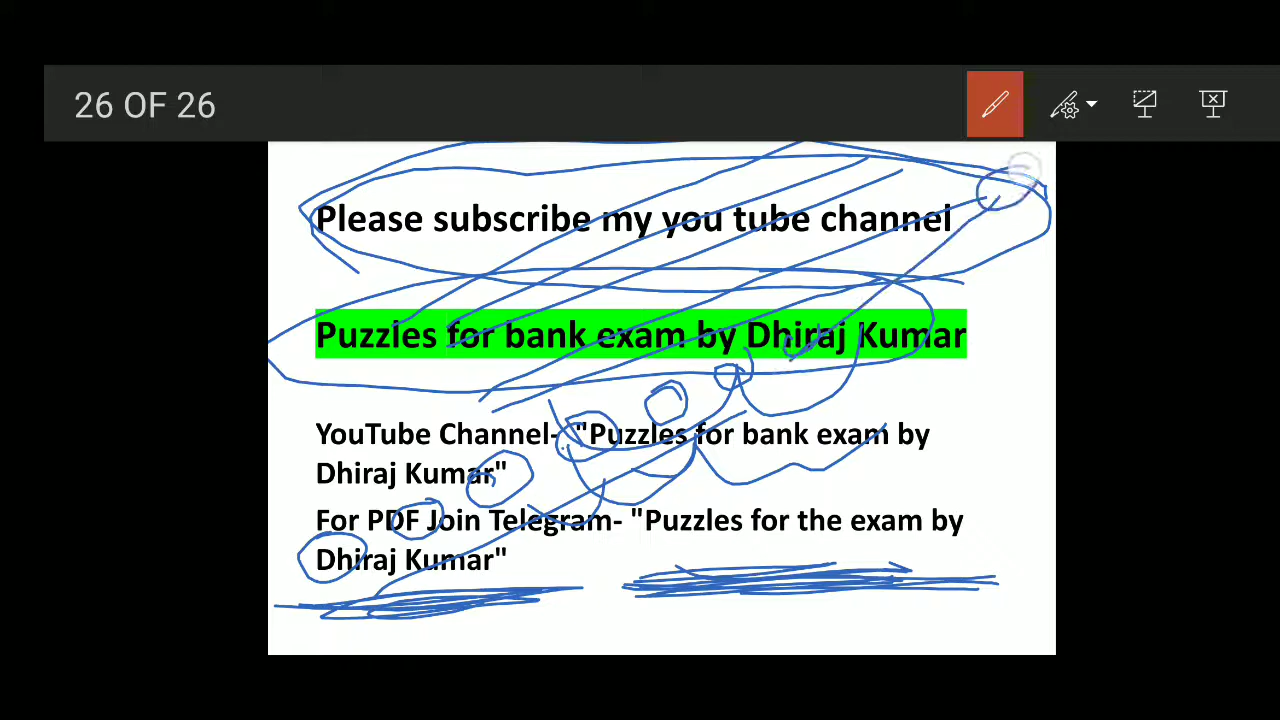 26 OF 26
Please subscribe my you tube channel
Puzzles for bank exam by Dhiraj Kumar
YouTube Channel- "Puzzles for bank exam by
Dhiraj Kumar"
For PDF Join Telegram- "Puzzles for the exam by
Dhiraj Kumar"